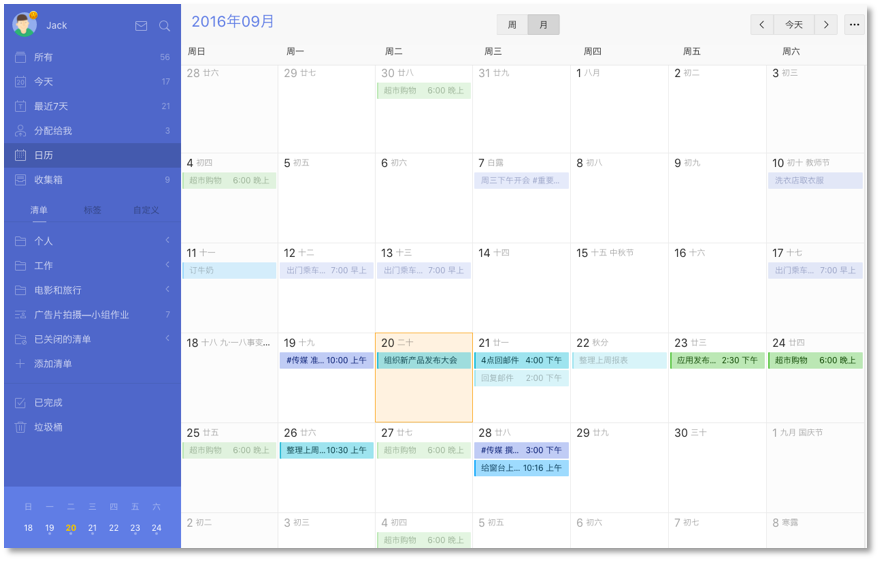 Jack
所有 56
今天 17
最近7天 21
分配给我 3
日历
收集箱 9
清单 标签 自定义
个人
工作
电影和旅行
广告片拍摄—小组作业 7
已关闭的清单
添加清单
已完成
垃圾桶
日 一 二 三 四 五 六
18 19 20 21 22 23 24
2016年09月
周 月
今天
周日 周一 周二 周三 周四 周五 周六
28 廿六 29 廿七 30 廿八 31 廿九 1 八月 2 初二 3 初三
超市购物 6:00 晚上
4 初四 5 初五 6 初六 7 白露 8 初八 9 初九 10 初十 教师节
超市购物 6:00 晚上 周三下午开会 #重要... 洗衣店取衣服
11 十一 12 十二 13 十三 14 十四 15 十五 中秋节 16 十六 17 十七
订牛奶 出门乘车... 7:00 早上 出门乘车... 7:00 早上 出门乘车... 7:00 早上
18 十八 九·一八事变... 19 十九 20 二十 21 廿一 22 秋分 23 廿三 24 廿四
#传媒 准... 10:00 上午 组织新产品发布大会 4点回邮件 4:00 下午 整理上周报表 应用发布... 2:30 下午 超市购物 6:00 晚上
回复邮件 2:00 下午
25 廿五 26 廿六 27 廿七 28 廿八 29 廿九 30 三十 1 九月 国庆节
超市购物 6:00 晚上 整理上周... 10:30 上午 超市购物 6:00 晚上 #传媒 撰... 3:00 下午
给窗台上... 10:16 上午
2 初二 3 初三 4 初四 5 初五 6 初六 7 初七 8 寒露
超市购物 6:00 晚上